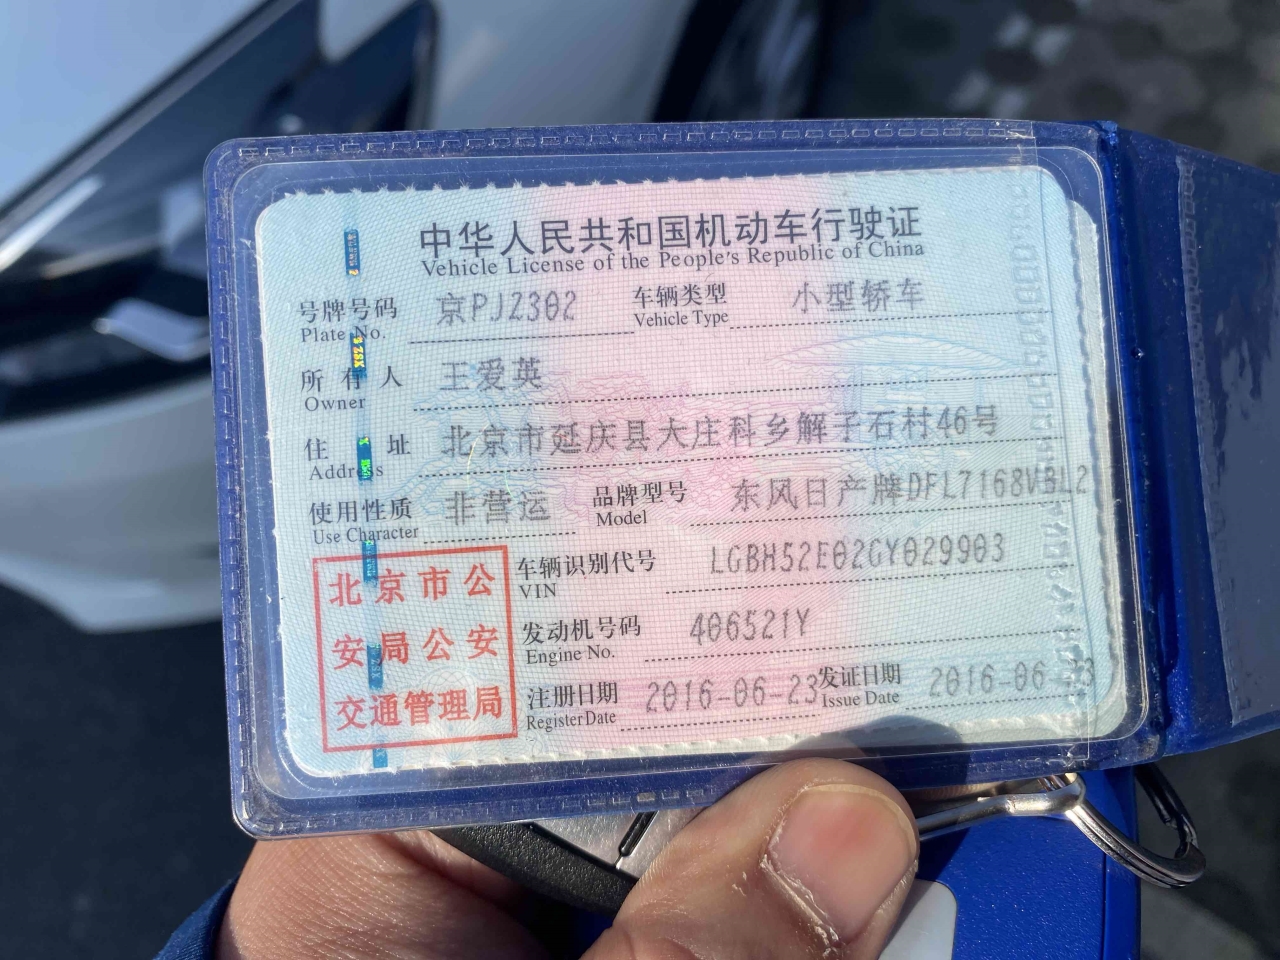 中华人民共和国机动车行驶证
Vehicle License of the People's Republic of China
号牌号码 京PJZ302 车辆类型 小型轿车
Plate No. Vehicle Type
所有人 王爱英
Owner
住址 北京市延庆县大庄科乡解子石村46号
Address
使用性质 非营运 品牌型号 东风日产牌DFL7168VBL2
Use Character Model
车辆识别代号 LGBH52E02GY029903
VIN
发动机号码 406521Y
Engine No.
注册日期 2016-06-23 发证日期 2016-06-23
Register Date Issue Date
北京市公
安局公安
交通管理局